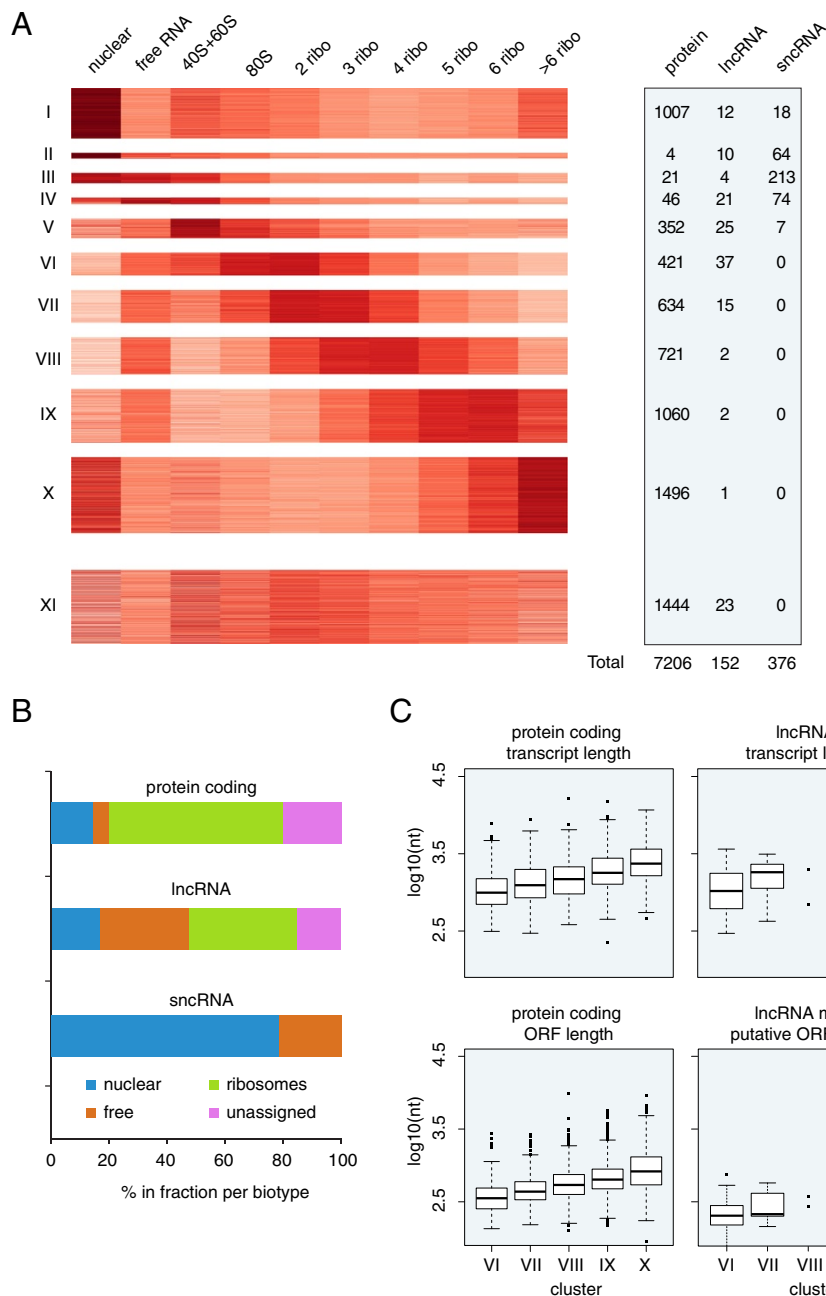 A
nuclear
free RNA
40S+60S
80S
2 ribo
3 ribo
4 ribo
5 ribo
6 ribo
>6 ribo
protein lncRNA sncRNA
I 1007 12 18
II 4 10 64
III 21 4 213
IV 46 21 74
V 352 25 7
VI 421 37 0
VII 634 15 0
VIII 721 2 0
IX 1060 2 0
X 1496 1 0
XI 1444 23 0
Total 7206 152 376
B
protein coding
lncRNA
sncRNA
nuclear
ribosomes
free
unassigned
0 20 40 60 80 100
% in fraction per biotype
C
protein coding
transcript length
4.5
3.5
2.5
log10(nt)
lncRNA
transcript l
protein coding
ORF length
4.5
3.5
2.5
log10(nt)
VI VII VIII IX X
cluster
lncRNA m
putative ORF
VI VII VIII
clust